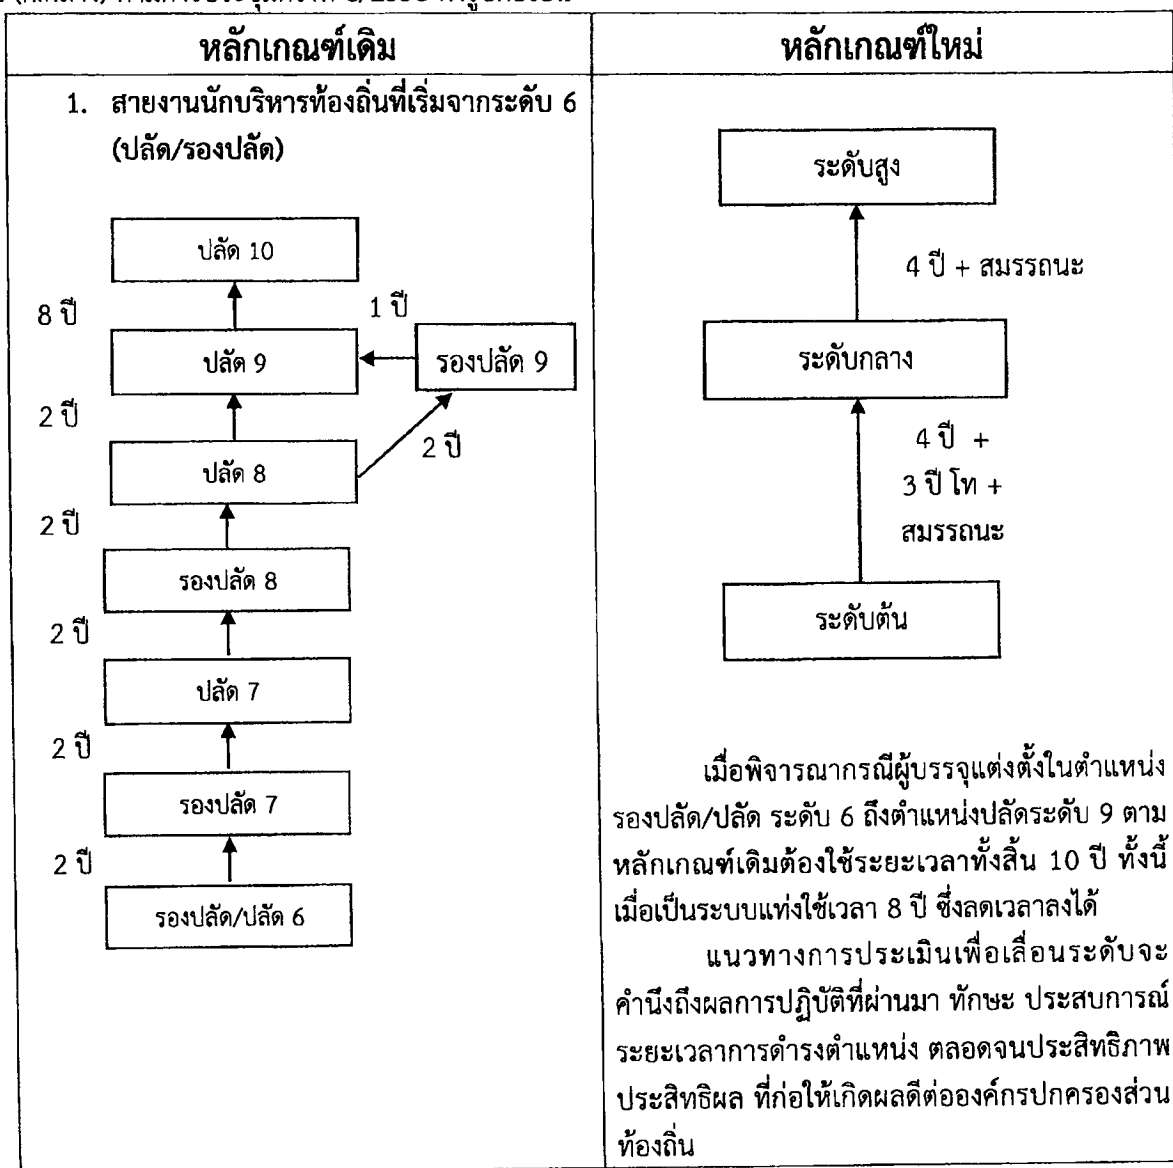 หลักเกณฑ์เดิม
หลักเกณฑ์ใหม่
1. สายงานนักบริหารท้องถิ่นที่เริ่มจากระดับ 6
(ปลัด/รองปลัด)
ปลัด 10
8 ปี
1 ปี
ปลัด 9
รองปลัด 9
2 ปี
2 ปี
ปลัด 8
2 ปี
รองปลัด 8
2 ปี
ปลัด 7
2 ปี
รองปลัด 7
2 ปี
รองปลัด/ปลัด 6
ระดับสูง
4 ปี + สมรรถนะ
ระดับกลาง
4 ปี +
3 ปี โท +
สมรรถนะ
ระดับต้น
เมื่อพิจารณากรณีผู้บรรจุแต่งตั้งในตำแหน่ง
รองปลัด/ปลัด ระดับ 6 ถึงตำแหน่งปลัดระดับ 9 ตาม
หลักเกณฑ์เดิมต้องใช้ระยะเวลาทั้งสิ้น 10 ปี ทั้งนี้
เมื่อเป็นระบบแท่งใช้เวลา 8 ปี ซึ่งลดเวลาลงได้
แนวทางการประเมินเพื่อเลื่อนระดับจะ
คำนึงถึงผลการปฏิบัติที่ผ่านมา ทักษะ ประสบการณ์
ระยะเวลาการดำรงตำแหน่ง ตลอดจนประสิทธิภาพ
ประสิทธิผล ที่ก่อให้เกิดผลดีต่อองค์กรปกครองส่วน
ท้องถิ่น